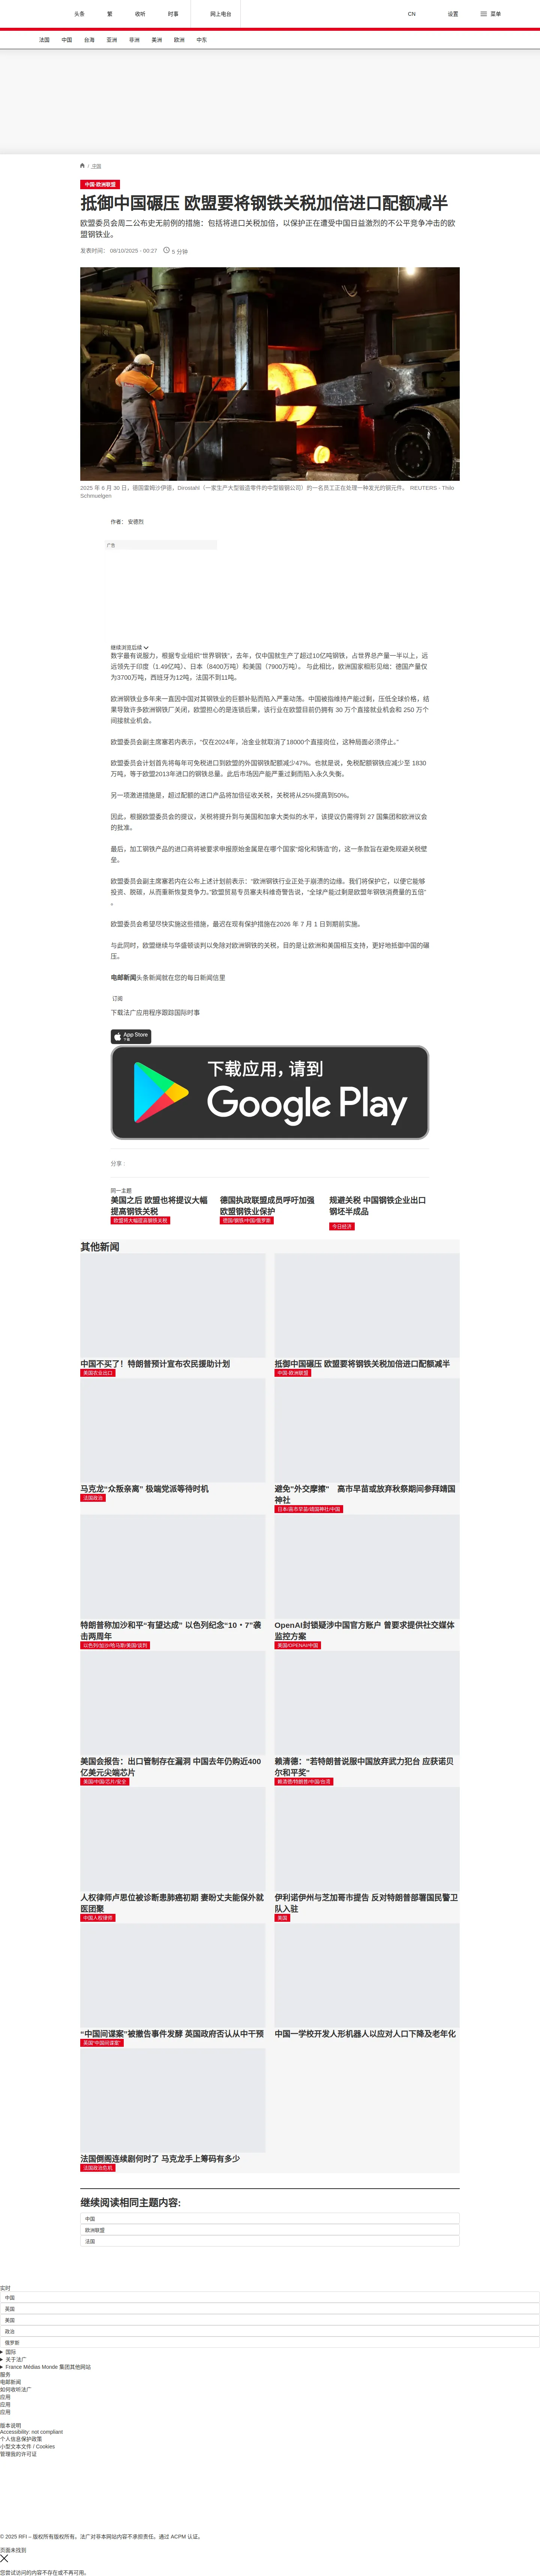 头条
繁
收听
时事
网上电台
CN
设置
菜单
法国
中国
台海
亚洲
非洲
美洲
欧洲
中东
/ 中国
中国-欧洲联盟
抵御中国碾压 欧盟要将钢铁关税加倍进口配额减半
欧盟委员会周二公布史无前例的措施：包括将进口关税加倍，以保护正在遭受中国日益激烈的不公平竞争冲击的欧
盟钢铁业。
发表时间： 08/10/2025 - 00:27
5 分钟
2025 年 6 月 30 日，德国雷姆沙伊德，Dirostahl（一家生产大型锻造零件的中型锻钢公司）的一名员工正在处理一种发光的钢元件。 REUTERS - Thilo
Schmuelgen
作者： 安德烈
广告
继续浏览后续
数字最有说服力，根据专业组织“世界钢铁”，去年，仅中国就生产了超过10亿吨钢铁，占世界总产量一半以上，远
远领先于印度（1.49亿吨）、日本（8400万吨）和美国（7900万吨）。 与此相比，欧洲国家相形见绌：德国产量仅
为3700万吨，西班牙为12吨，法国不到11吨。
欧洲钢铁业多年来一直因中国对其钢铁业的巨额补贴而陷入严重动荡。中国被指维持产能过剩，压低全球价格，结
果导致许多欧洲钢铁厂关闭，欧盟担心的是连锁后果，该行业在欧盟目前仍拥有 30 万个直接就业机会和 250 万个
间接就业机会。
欧盟委员会副主席塞若内表示，“仅在2024年，冶金业就取消了18000个直接岗位，这种局面必须停止。”
欧盟委员会计划首先将每年可免税进口到欧盟的外国钢铁配额减少47%。也就是说，免税配额钢铁应减少至 1830
万吨，等于欧盟2013年进口的钢铁总量。此后市场因产能严重过剩而陷入永久失衡。
另一项激进措施是，超过配额的进口产品将加倍征收关税，关税将从25%提高到50%。
因此，根据欧盟委员会的提议，关税将提升到与美国和加拿大类似的水平，该提议仍需得到 27 国集团和欧洲议会
的批准。
最后，加工钢铁产品的进口商将被要求申报原始金属是在哪个国家“熔化和铸造”的，这一条款旨在避免规避关税壁
垒。
欧盟委员会副主席塞若内在公布上述计划前表示：“欧洲钢铁行业正处于崩溃的边缘。我们将保护它，以便它能够
投资、脱碳，从而重新恢复竞争力。”欧盟贸易专员塞夫科维奇警告说，“全球产能过剩是欧盟年钢铁消费量的五倍”
。
欧盟委员会希望尽快实施这些措施，最迟在现有保护措施在2026 年 7 月 1 日到期前实施。
与此同时，欧盟继续与华盛顿谈判以免除对欧洲钢铁的关税，目的是让欧洲和美国相互支持，更好地抵御中国的碾
压。
电邮新闻头条新闻就在您的每日新闻信里
订阅
下载法广应用程序跟踪国际时事
App Store
下载
下载应用，请到
Google Play
分享 :
同一主题
美国之后 欧盟也将提议大幅
提高钢铁关税
欧盟将大幅提高钢铁关税
德国执政联盟成员呼吁加强
欧盟钢铁业保护
德国/钢铁/中国/俄罗斯
规避关税 中国钢铁企业出口
钢坯半成品
今日经济
其他新闻
中国不买了！特朗普预计宣布农民援助计划
美国农业出口
抵御中国碾压 欧盟要将钢铁关税加倍进口配额减半
中国-欧洲联盟
马克龙“众叛亲离” 极端党派等待时机
法国政治
避免“外交摩擦” 高市早苗或放弃秋祭期间参拜靖国
神社
日本/高市早苗/靖国神社/中国
特朗普称加沙和平“有望达成” 以色列纪念“10・7”袭
击两周年
以色列/加沙/哈马斯/美国/谈判
OpenAI封锁疑涉中国官方账户 曾要求提供社交媒体
监控方案
美国/OPENAI/中国
美国会报告：出口管制存在漏洞 中国去年仍购近400
亿美元尖端芯片
美国/中国/芯片/安全
赖清德：“若特朗普说服中国放弃武力犯台 应获诺贝
尔和平奖”
赖清德/特朗普/中国/台湾
人权律师卢思位被诊断患肺癌初期 妻盼丈夫能保外就
医团聚
中国人权律师
伊利诺伊州与芝加哥市提告 反对特朗普部署国民警卫
队入驻
美国
“中国间谍案”被撤告事件发酵 英国政府否认从中干预
英国“中国间谍案”
中国一学校开发人形机器人以应对人口下降及老年化
法国倒阁连续剧何时了 马克龙手上筹码有多少
法国政治危机
继续阅读相同主题内容:
中国
欧洲联盟
法国
实时
中国
英国
美国
政治
俄罗斯
国际
关于法广
France Médias Monde 集团其他网站
服务
电邮新闻
如何收听法广
应用
应用
应用
版本说明
Accessibility: not compliant
个人信息保护政策
小型文本文件 / Cookies
管理我的许可证
© 2025 RFI – 版权所有版权所有。法广对非本网站内容不承担责任。通过 ACPM 认证。
页面未找到
您尝试访问的内容不存在或不再可用。